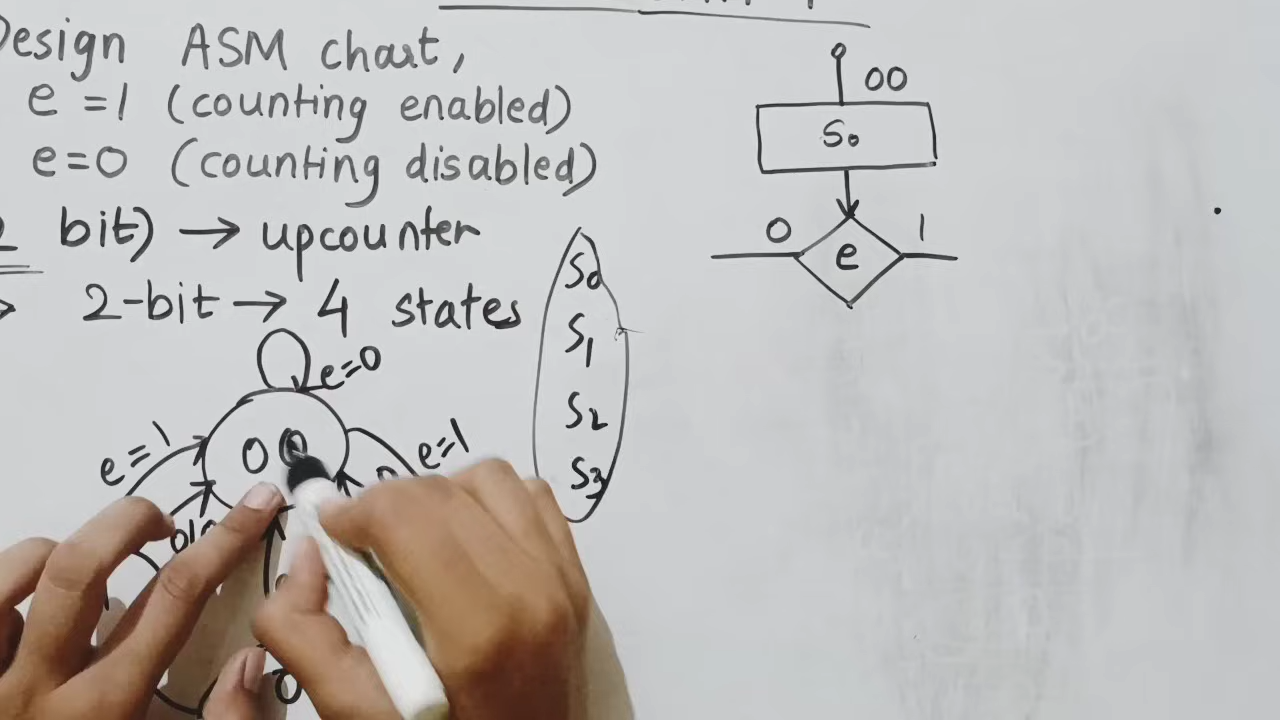 Design ASM chart,
e =1 (counting enabled)
e=0 (counting disabled)
bit) → upcounter
2-bit → 4 states
e=0
e=1
e=1
00
S0
S1
S2
S3
00
S0
0
1
e
0